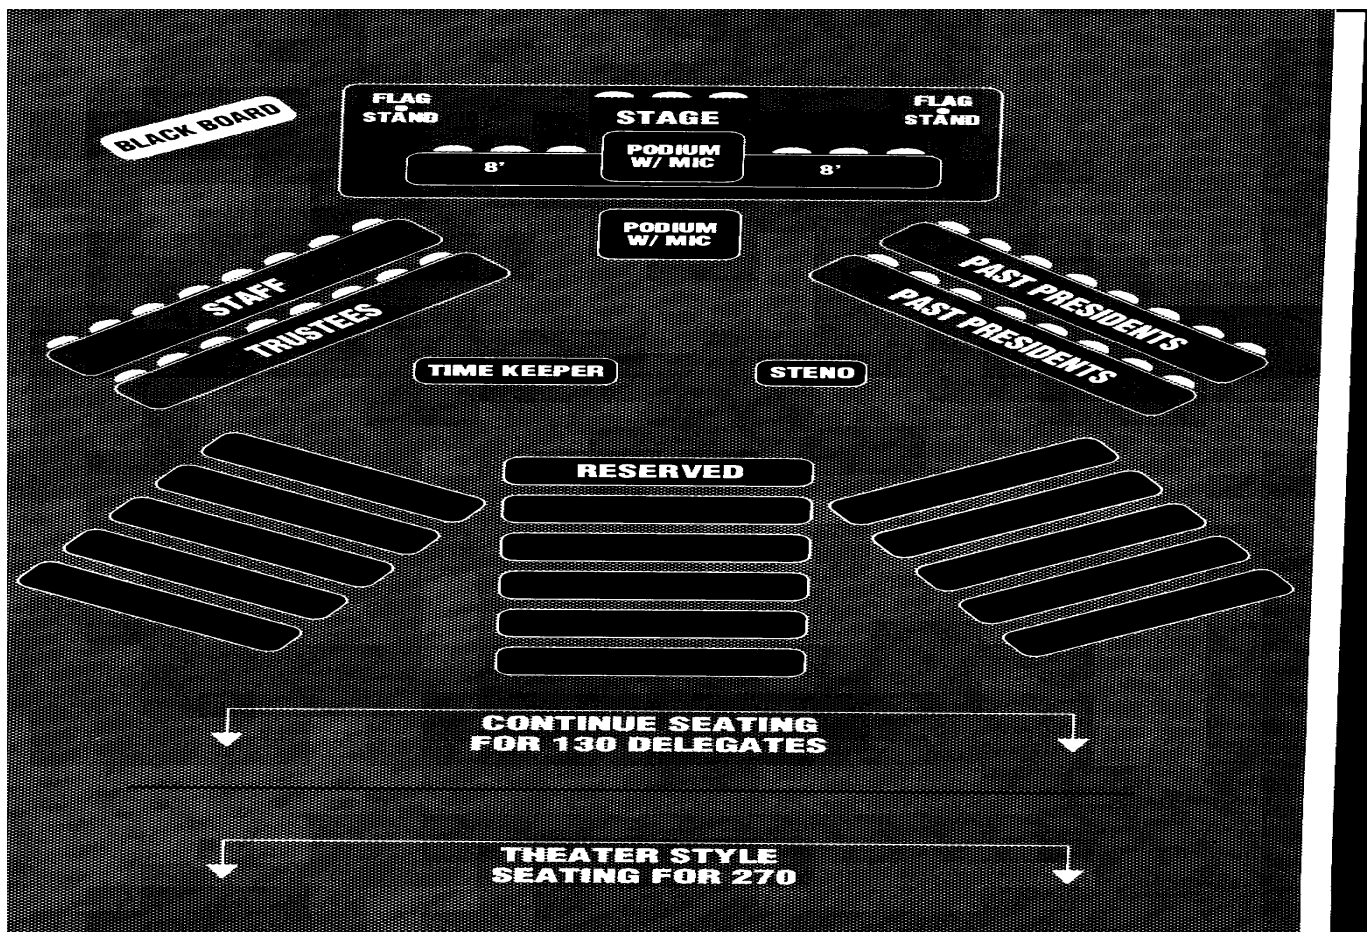 BLACK BOARD
FLAG
STAND
STAGE
FLAG
STAND
PODIUM
W/ MIC
8'
8'
PODIUM
W/ MIC
STAFF
TRUSTEES
PAST PRESIDENTS
PAST PRESIDENTS
TIME KEEPER
STENO
RESERVED
CONTINUE SEATING
FOR 130 DELEGATES
THEATER STYLE
SEATING FOR 270